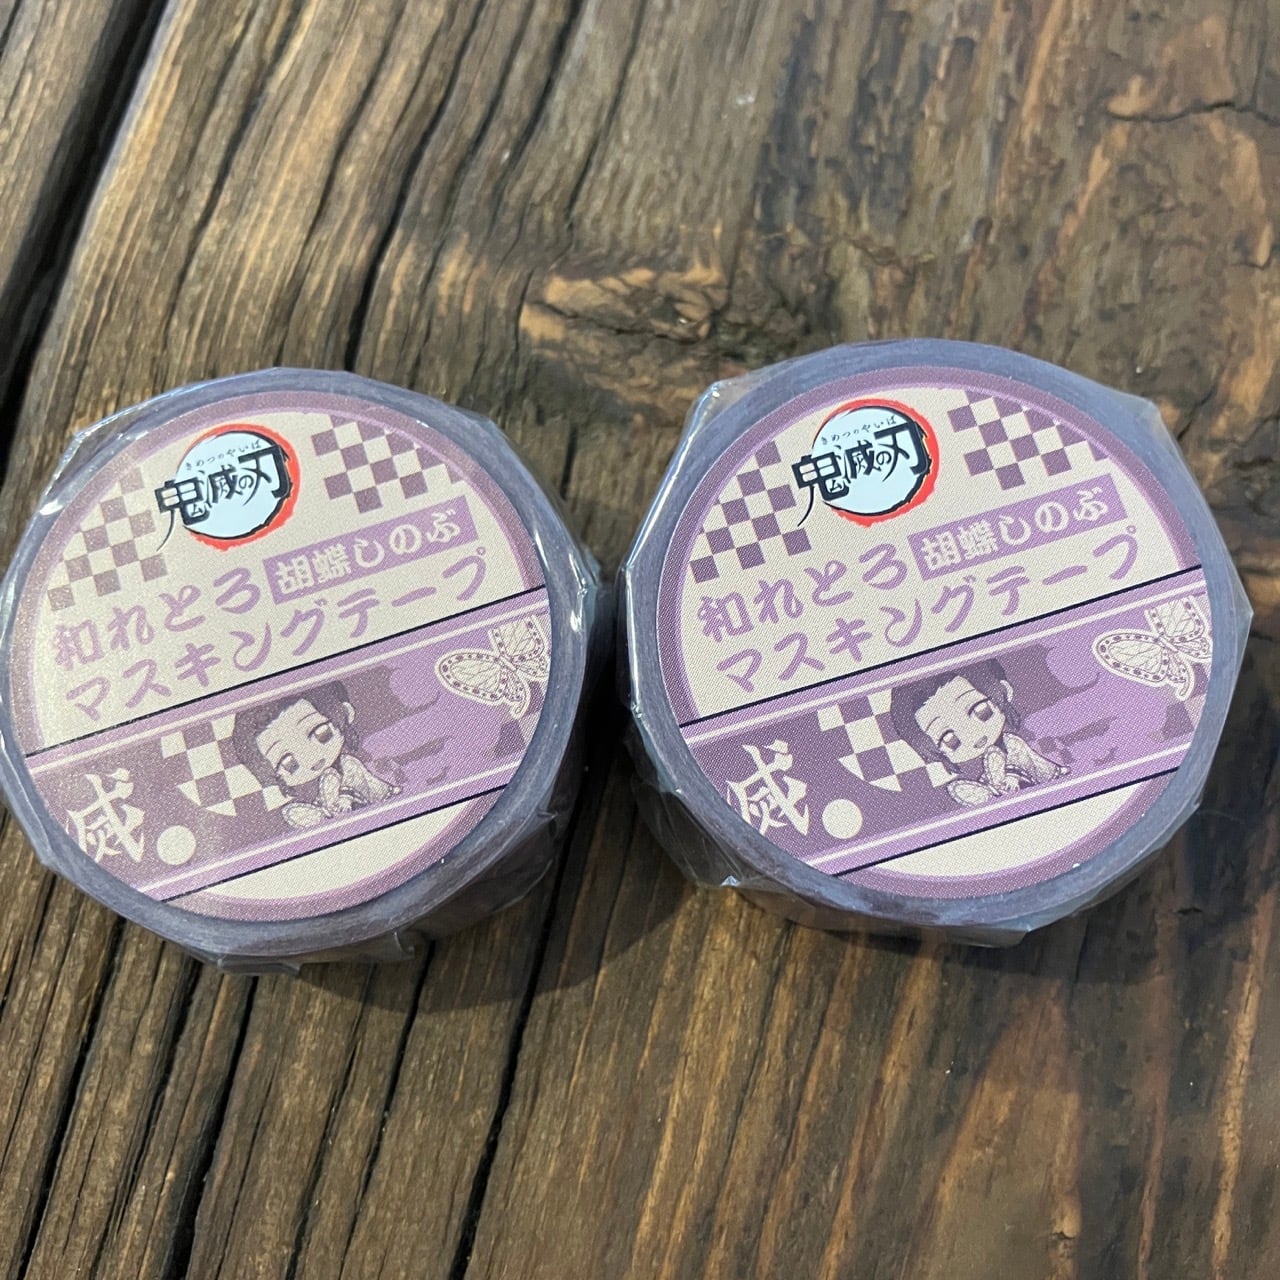 きめつのやいば
鬼滅の刃
和れとろ 胡蝶しのぶ
マスキングテープ
滅
きめつのやいば
鬼滅の刃
和れとろ 胡蝶しのぶ
マスキングテープ
滅